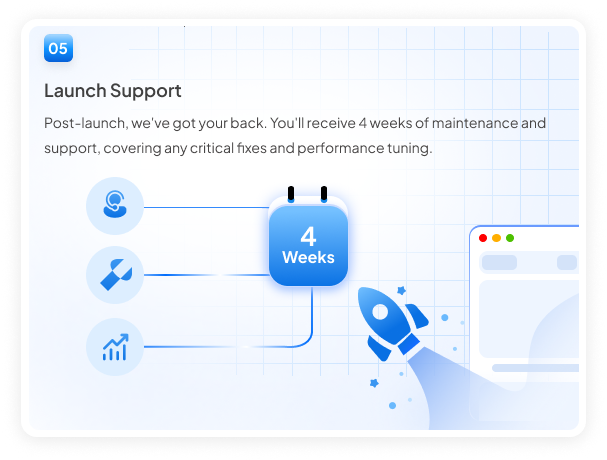 05
Launch Support
Post-launch, we've got your back. You'll receive 4 weeks of maintenance and
support, covering any critical fixes and performance tuning.
4
Weeks